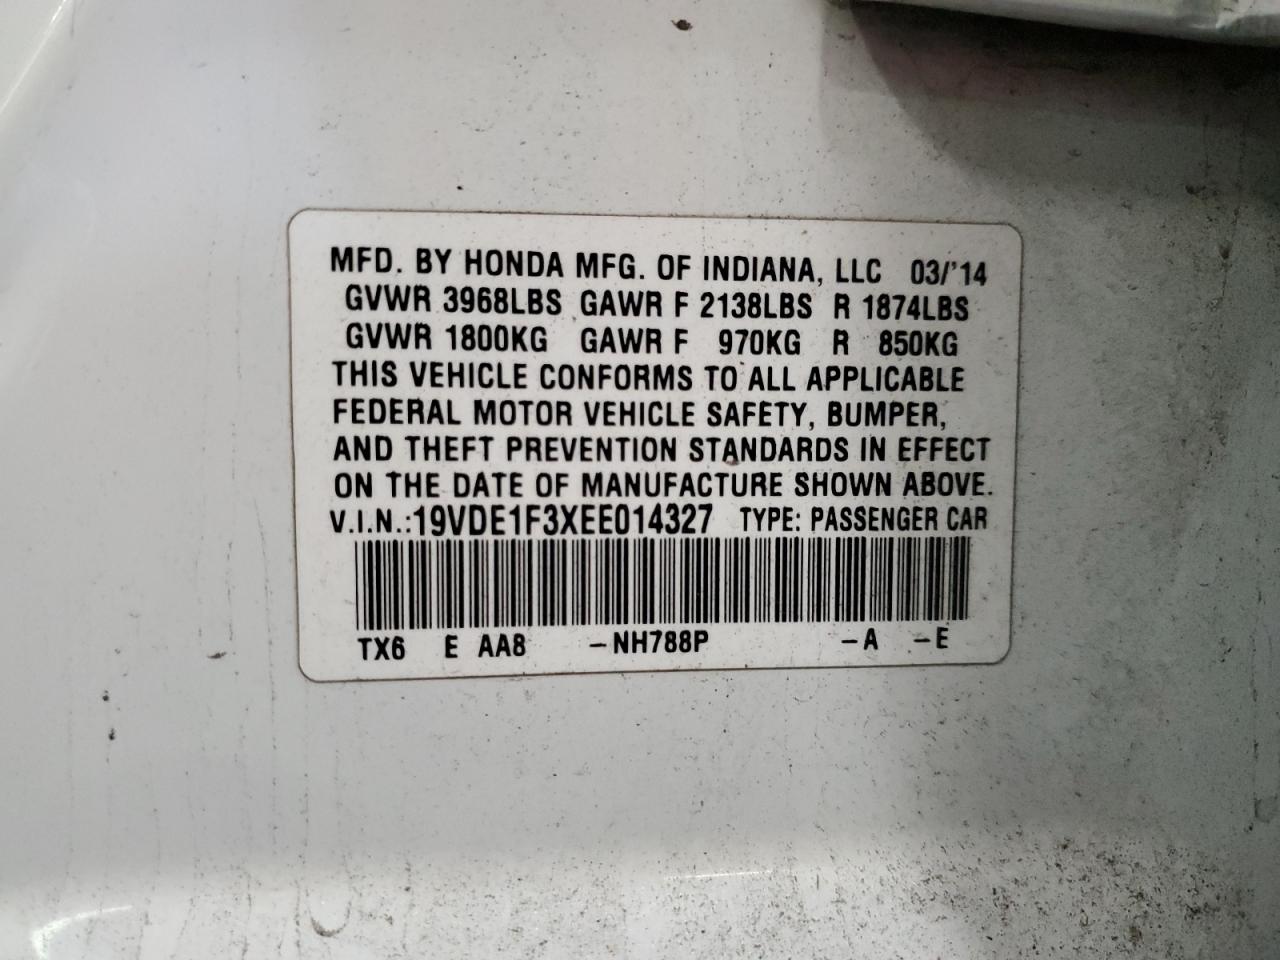 MFD. BY HONDA MFG. OF INDIANA, LLC 03/'14
GVWR 3968LBS GAWR F 2138LBS R 1874LBS
GVWR 1800KG GAWR F 970KG R 850KG
THIS VEHICLE CONFORMS TO ALL APPLICABLE
FEDERAL MOTOR VEHICLE SAFETY, BUMPER,
AND THEFT PREVENTION STANDARDS IN EFFECT
ON THE DATE OF MANUFACTURE SHOWN ABOVE.
V.I.N.:19VDE1F3XEE014327 TYPE: PASSENGER CAR
TX6 E AA8 –NH788P –A –E